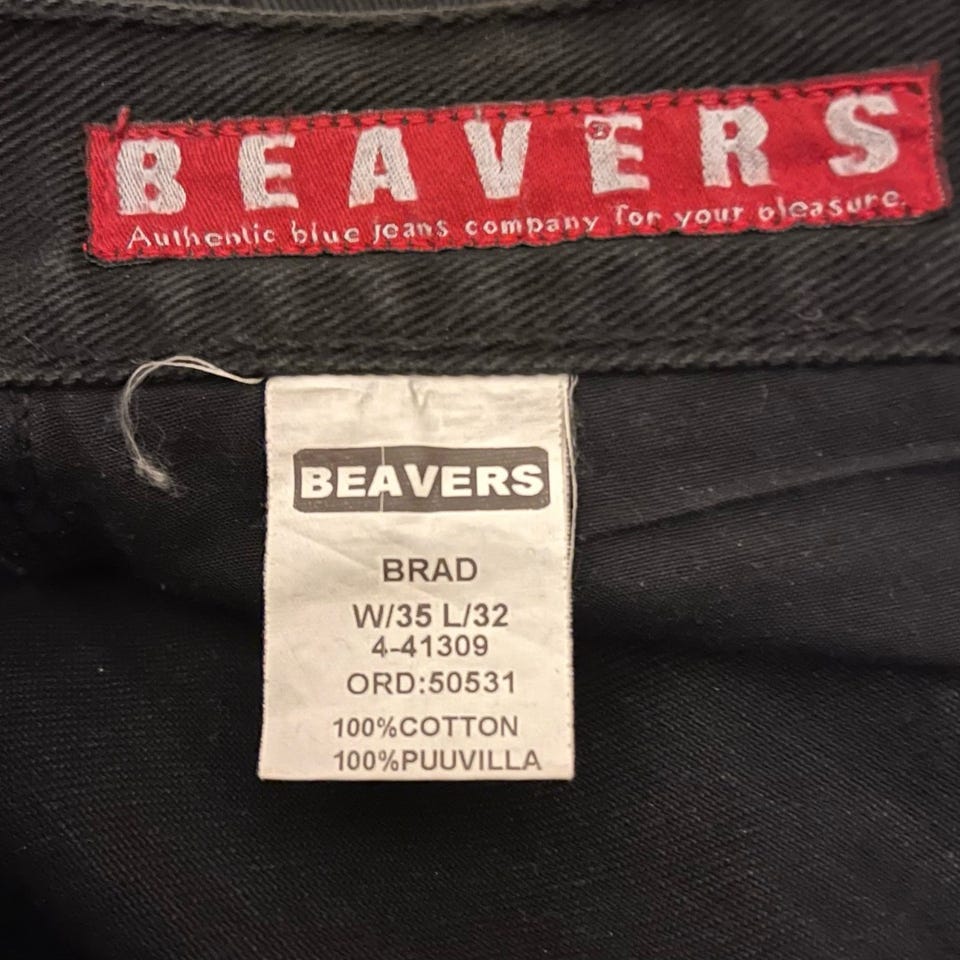 BEAVERS
Authentic blue jeans company for your pleasure.
BEAVERS
BRAD
W/35 L/32
4-41309
ORD:50531
100%COTTON
100%PUUVILLA